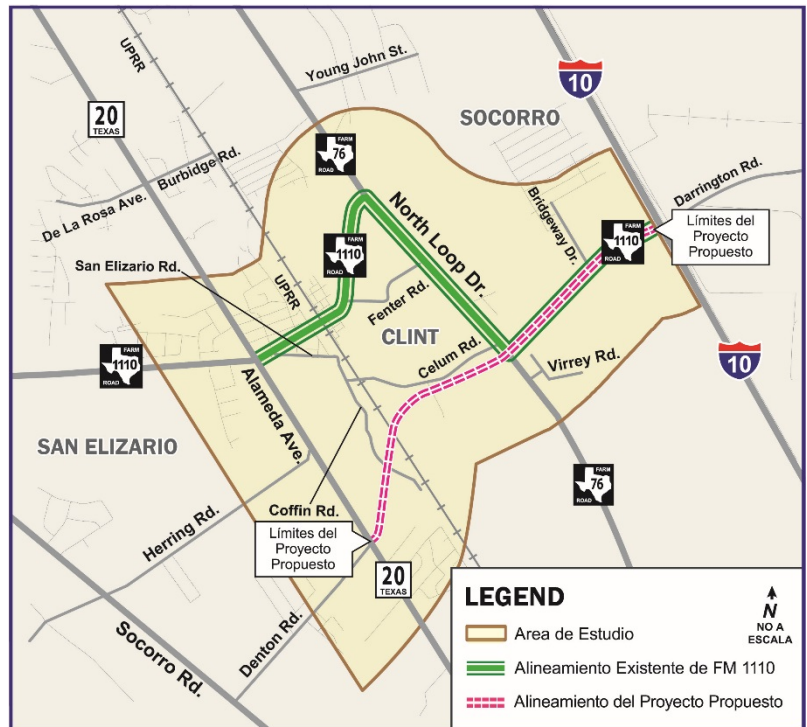 UPRR
Young John St.
10
20
TEXAS
SOCORRO
Burbidge Rd.
De La Rosa Ave.
FARM
76
ROAD
Darrington Rd.
Bridgeway Dr.
Límites del
Proyecto
Propuesto
North Loop Dr.
FARM
1110
ROAD
FARM
1110
ROAD
San Elizario Rd.
UPRR
Fenter Rd.
CLINT
Celum Rd.
Virrey Rd.
FARM
1110
ROAD
10
Alameda Ave.
SAN ELIZARIO
FARM
76
ROAD
Coffin Rd.
Herring Rd.
Límites del
Proyecto
Propuesto
20
TEXAS
Denton Rd.
Socorro Rd.
LEGEND
N
NO A
ESCALA
Area de Estudio
Alineamiento Existente de FM 1110
Alineamiento del Proyecto Propuesto